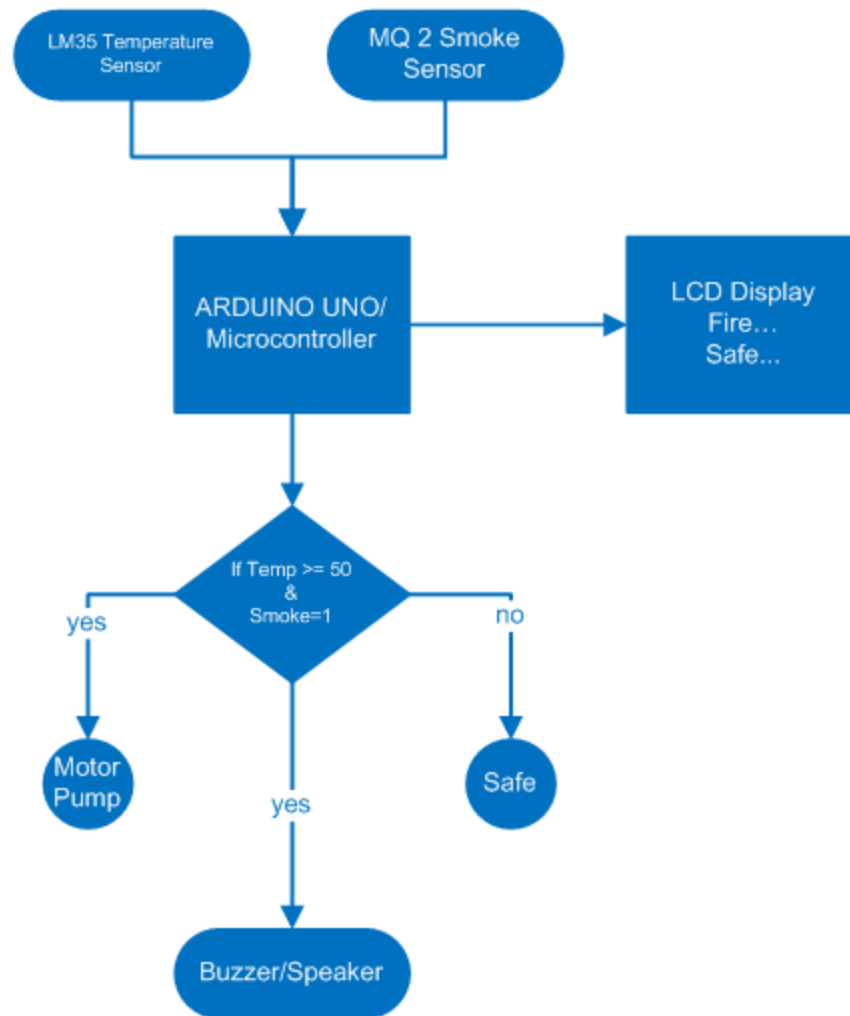 LM35 Temperature
Sensor
MQ 2 Smoke
Sensor
ARDUINO UNO/
Microcontroller
LCD Display
Fire...
Safe...
If Temp >= 50
&
Smoke=1
yes
no
Motor
Pump
Safe
yes
Buzzer/Speaker